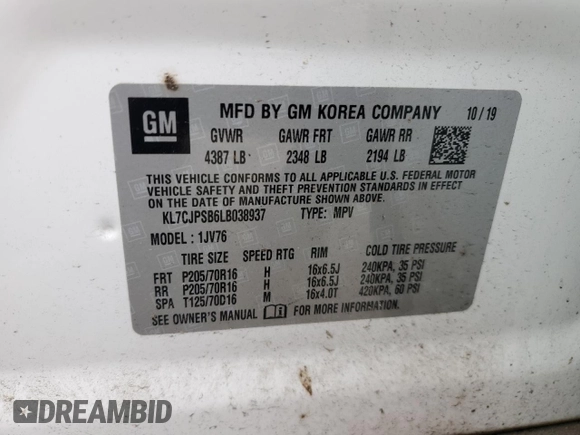 GM
MFD BY GM KOREA COMPANY 10/19
GVWR GAWR FRT GAWR RR
4387 LB 2348 LB 2194 LB
THIS VEHICLE CONFORMS TO ALL APPLICABLE U.S. FEDERAL MOTOR
VEHICLE SAFETY AND THEFT PREVENTION STANDARDS IN EFFECT
ON THE DATE OF MANUFACTURE SHOWN ABOVE.
KL7CJPSB6LB038937 TYPE: MPV
MODEL: 1JV76
TIRE SIZE SPEED RTG RIM COLD TIRE PRESSURE
FRT P205/70R16 H 16x6.5J 240KPA, 35 PSI
RR P205/70R16 H 16x6.5J 240KPA, 35 PSI
SPA T125/70D16 M 16x4.0T 420KPA, 60 PSI
SEE OWNER'S MANUAL FOR MORE INFORMATION.
DREAMBID